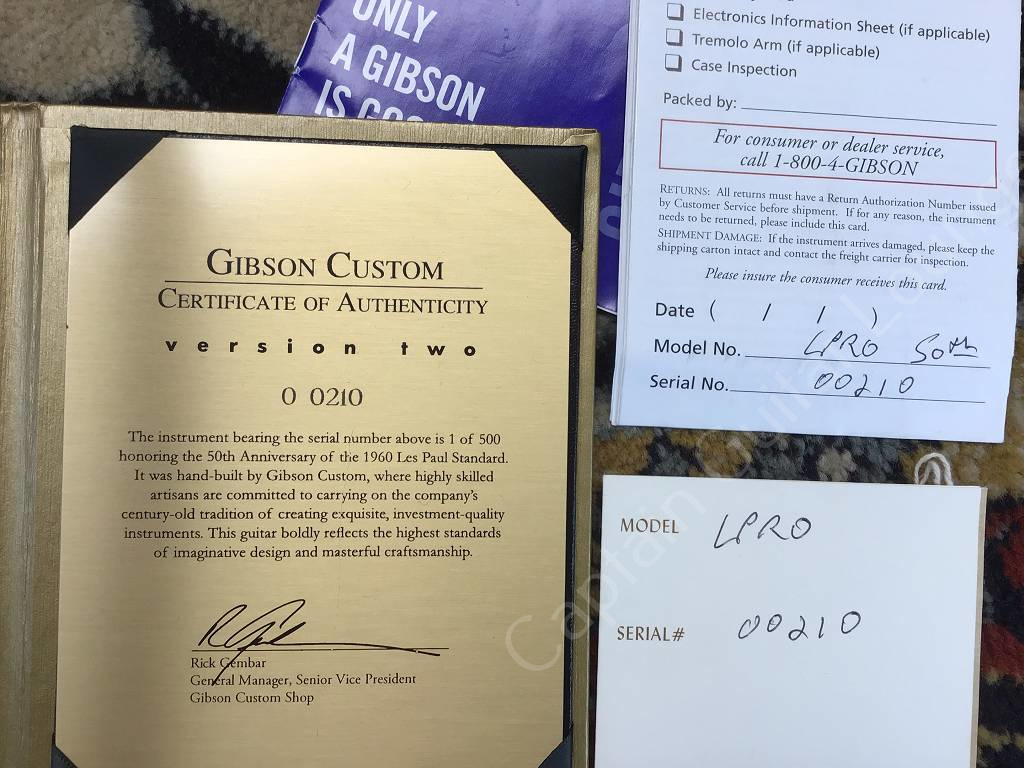 ONLY
A GIBSON
IS
GIBSON CUSTOM
CERTIFICATE OF AUTHENTICITY
version two
0 0210
The instrument bearing the serial number above is 1 of 500
honoring the 50th Anniversary of the 1960 Les Paul Standard.
It was hand-built by Gibson Custom, where highly skilled
artisans are committed to carrying on the company's
century-old tradition of creating exquisite, investment-quality
instruments. This guitar boldly reflects the highest standards
of imaginative design and masterful craftsmanship.
Rick Gembar
General Manager, Senior Vice President
Gibson Custom Shop
Electronics Information Sheet (if applicable)
Tremolo Arm (if applicable)
Case Inspection
Packed by:
For consumer or dealer service,
call 1-800-4-GIBSON
RETURNS: All returns must have a Return Authorization Number issued
by Customer Service before shipment. If for any reason, the instrument
needs to be returned, please include this card.
SHIPMENT DAMAGE: If the instrument arrives damaged, please keep the
shipping carton intact and contact the freight carrier for inspection.
Please insure the consumer receives this card.
Date ( / / )
Model No. LPRO 50th
Serial No. 00210
MODEL LPRO
SERIAL# 00210
Captain Guitar